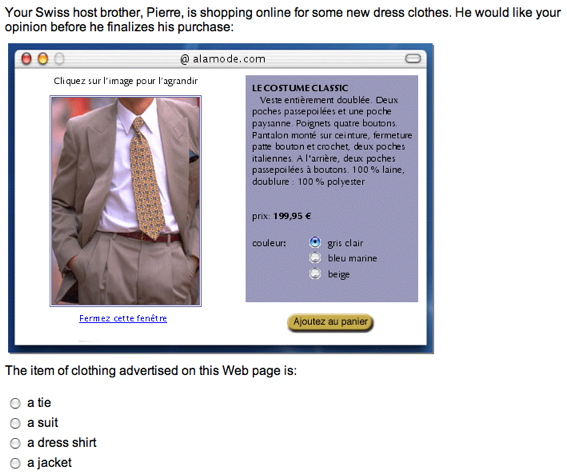 Your Swiss host brother, Pierre, is shopping online for some new dress clothes. He would like your
opinion before he finalizes his purchase:
@ alamode.com
Cliquez sur l'image pour l'agrandir
LE COSTUME CLASSIC
Veste entièrement doublée. Deux
poches passepoilées et une poche
paysanne. Poignets quatre boutons.
Pantalon monté sur ceinture, fermeture
patte bouton et crochet, deux poches
italiennes. A l'arrière, deux poches
passepoilées à boutons. 100 % laine,
doublure : 100 % polyester
prix: 199,95 €
couleur:
gris clair
bleu marine
beige
Fermez cette fenêtre
Ajoutez au panier
The item of clothing advertised on this Web page is:
a tie
a suit
a dress shirt
a jacket